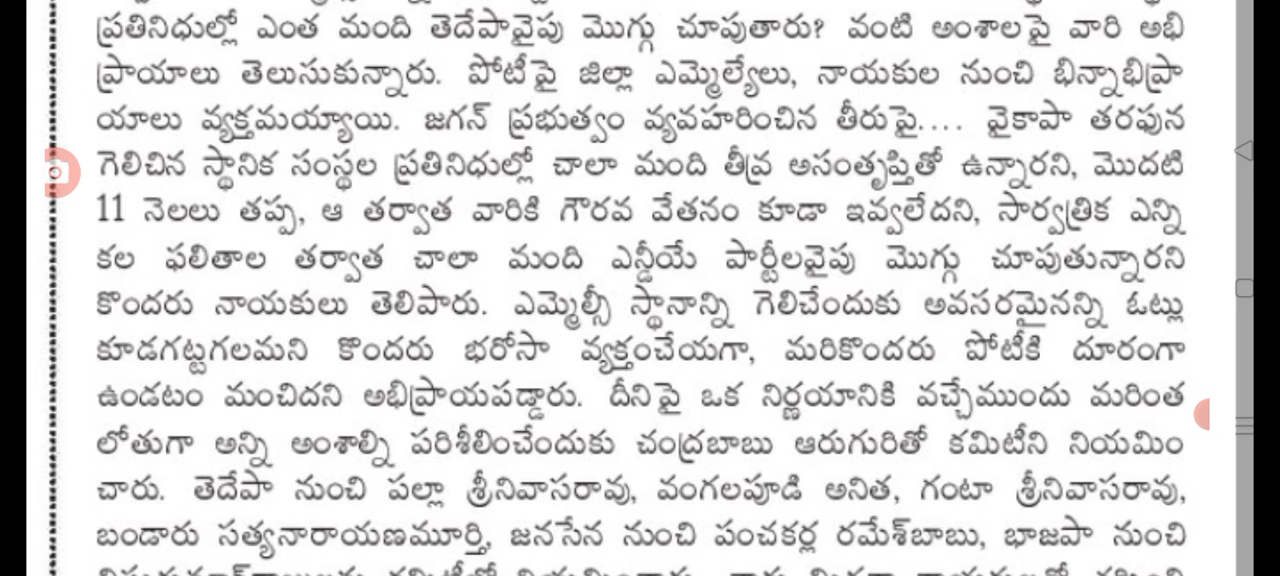 ప్రతినిధుల్లో ఎంత మంది తెదేపావైపు మొగ్గు చూపుతారు? వంటి అంశాలపై వారి అభి
ప్రాయాలు తెలుసుకున్నారు. పోటీపై జిల్లా ఎమ్మెల్యేలు, నాయకుల నుంచి భిన్నాభిప్రా
యాలు వ్యక్తమయ్యాయి. జగన్ ప్రభుత్వం వ్యవహరించిన తీరుపై.... వైకాపా తరఫున
గెలిచిన స్థానిక సంస్థల ప్రతినిధుల్లో చాలా మంది తీవ్ర అసంతృప్తితో ఉన్నారని, మొదటి
11 నెలలు తప్ప, ఆ తర్వాత వారికి గౌరవ వేతనం కూడా ఇవ్వలేదని, సార్వత్రిక ఎన్ని
కల ఫలితాల తర్వాత చాలా మంది ఎన్డీయే పార్టీలవైపు మొగ్గు చూపుతున్నారని
కొందరు నాయకులు తెలిపారు. ఎమ్మెల్సీ స్థానాన్ని గెలిచేందుకు అవసరమైనన్ని ఓట్లు
కూడగట్టగలమని కొందరు భరోసా వ్యక్తంచేయగా, మరికొందరు పోటీకి దూరంగా
ఉండటం మంచిదని అభిప్రాయపడ్డారు. దీనిపై ఒక నిర్ణయానికి వచ్చేముందు మరింత
లోతుగా అన్ని అంశాల్ని పరిశీలించేందుకు చంద్రబాబు ఆరుగురితో కమిటీని నియమిం
చారు. తెదేపా నుంచి పల్లా శ్రీనివాసరావు, వంగలపూడి అనిత, గంటా శ్రీనివాసరావు,
బండారు సత్యనారాయణమూర్తి, జనసేన నుంచి పంచకర్ల రమేశ్‌బాబు, భాజపా నుంచి